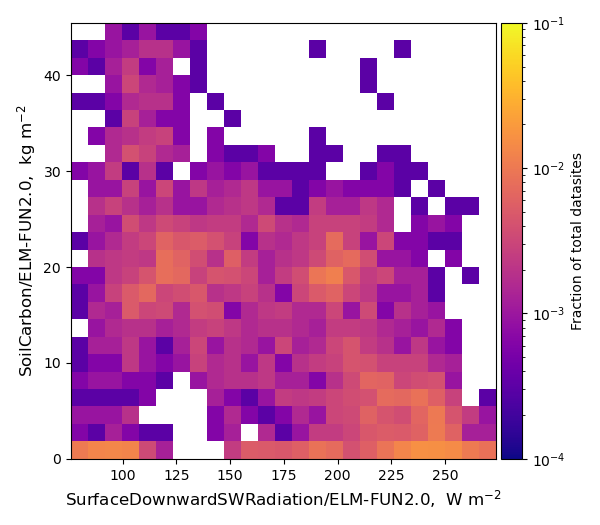 SoilCarbon/ELM-FUN2.0,  kg m⁻²
40
30
20
10
0
100 125 150 175 200 225 250
SurfaceDownwardSWRadiation/ELM-FUN2.0,  W m⁻²
10⁻¹
10⁻²
10⁻³
10⁻⁴
Fraction of total datasites